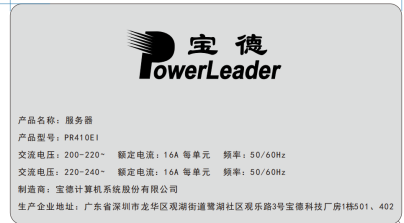 宝德
PowerLeader
产品名称：服务器
产品型号：PR410EI
交流电压：200-220~ 额定电流：16A 每单元 频率：50/60Hz
交流电压：220-240~ 额定电流：16A 每单元 频率：50/60Hz
制造商：宝德计算机系统股份有限公司
生产企业地址：广东省深圳市龙华区观湖街道鹭湖社区观乐路3号宝德科技厂房1栋501、402